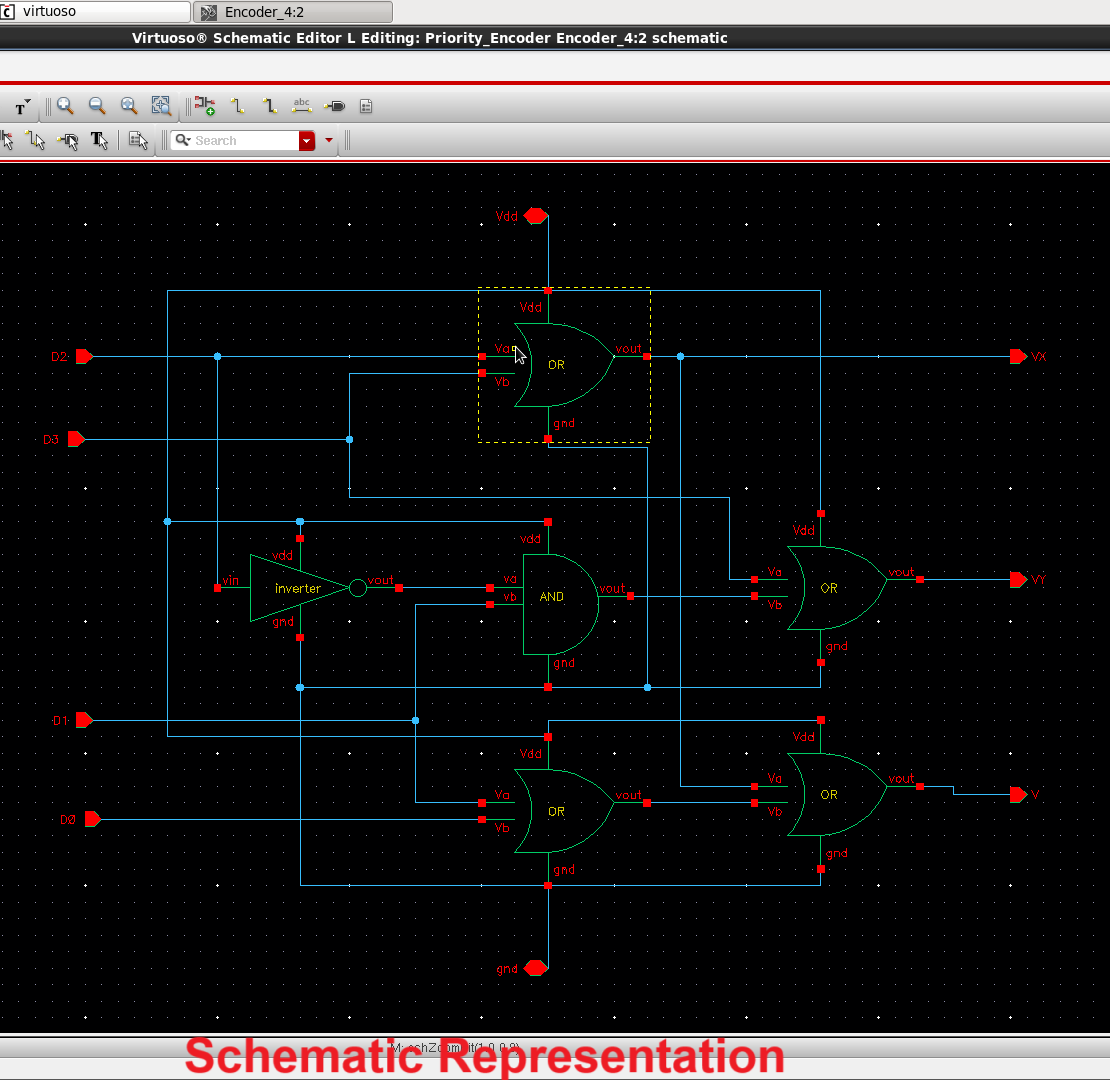 virtuoso
Encoder_4:2
Virtuoso® Schematic Editor L Editing: Priority_Encoder Encoder_4:2 schematic
T
abc
T
Search
Vdd
Vdd
D2
Va
vout
VX
OR
Vb
gnd
D3
Vdd
vdd
vdd
Va
vout
VY
vin
inverter
vout
va
vb
AND
vout
OR
Vb
gnd
gnd
gnd
D1
Vdd
Vdd
Va
vout
V
Va
vout
OR
Vb
D0
OR
Vb
gnd
gnd
gnd
Schematic Representation